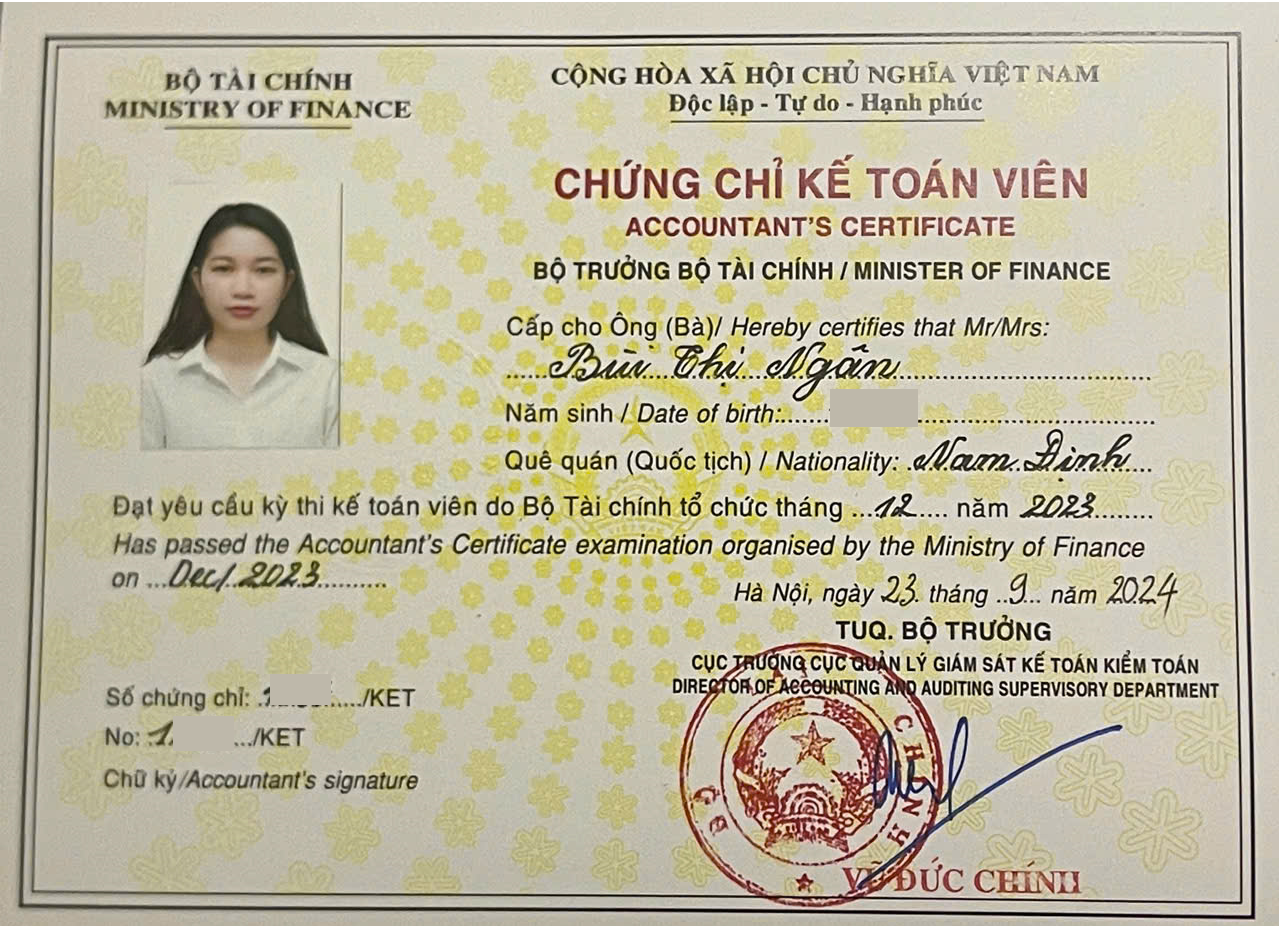 BỘ TÀI CHÍNH
MINISTRY OF FINANCE
CỘNG HÒA XÃ HỘI CHỦ NGHĨA VIỆT NAM
Độc lập - Tự do - Hạnh phúc
CHỨNG CHỈ KẾ TOÁN VIÊN
ACCOUNTANT'S CERTIFICATE
BỘ TRƯỞNG BỘ TÀI CHÍNH / MINISTER OF FINANCE
Cấp cho Ông (Bà)/ Hereby certifies that Mr/Mrs:
Bùi Thị Ngân
Năm sinh / Date of birth:
Quê quán (Quốc tịch) / Nationality: Nam Định
Đạt yêu cầu kỳ thi kế toán viên do Bộ Tài chính tổ chức tháng ...12.... năm 2023
Has passed the Accountant's Certificate examination organised by the Ministry of Finance
on ...Dec/ 2023
Hà Nội, ngày 23 tháng ..9... năm 2024
TUQ. BỘ TRƯỞNG
CỤC TRƯỞNG CỤC QUẢN LÝ GIÁM SÁT KẾ TOÁN KIỂM TOÁN
DIRECTOR OF ACCOUNTING AND AUDITING SUPERVISORY DEPARTMENT
Số chứng chỉ: .1...../KET
No: .1. .../KET
Chữ ký/Accountant's signature
VŨ ĐỨC CHÍNH